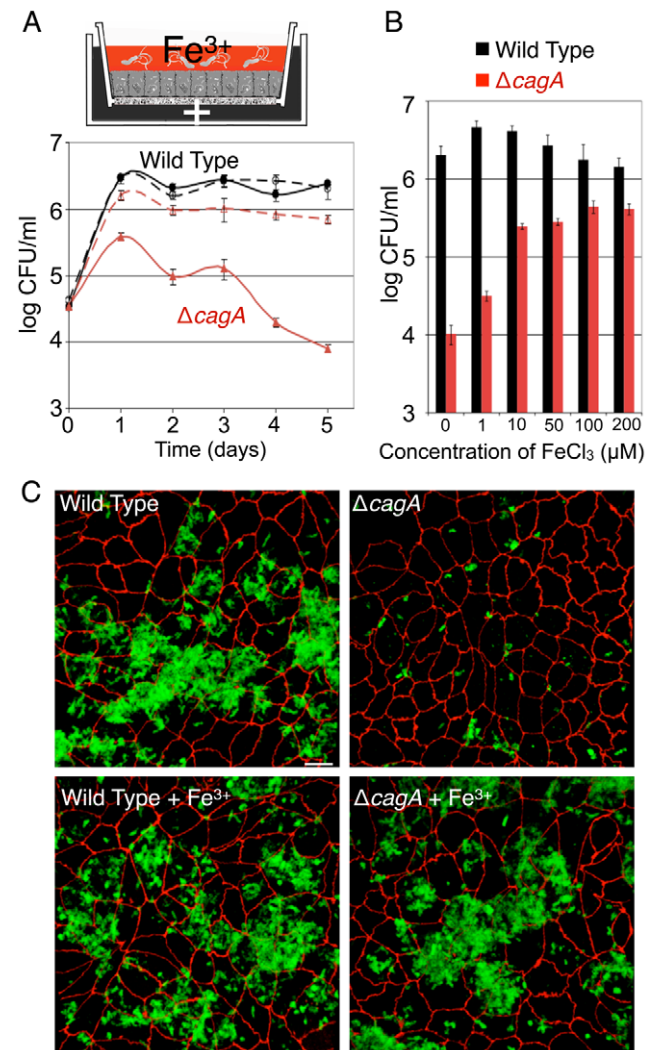 A
Fe³⁺
+
7
6
5
4
3
log CFU/ml
Wild Type
ΔcagA
0 1 2 3 4 5
Time (days)
B
Wild Type
ΔcagA
7
6
5
4
3
log CFU/ml
0 1 10 50 100 200
Concentration of FeCl₃ (µM)
C
Wild Type
ΔcagA
Wild Type + Fe³⁺
ΔcagA + Fe³⁺